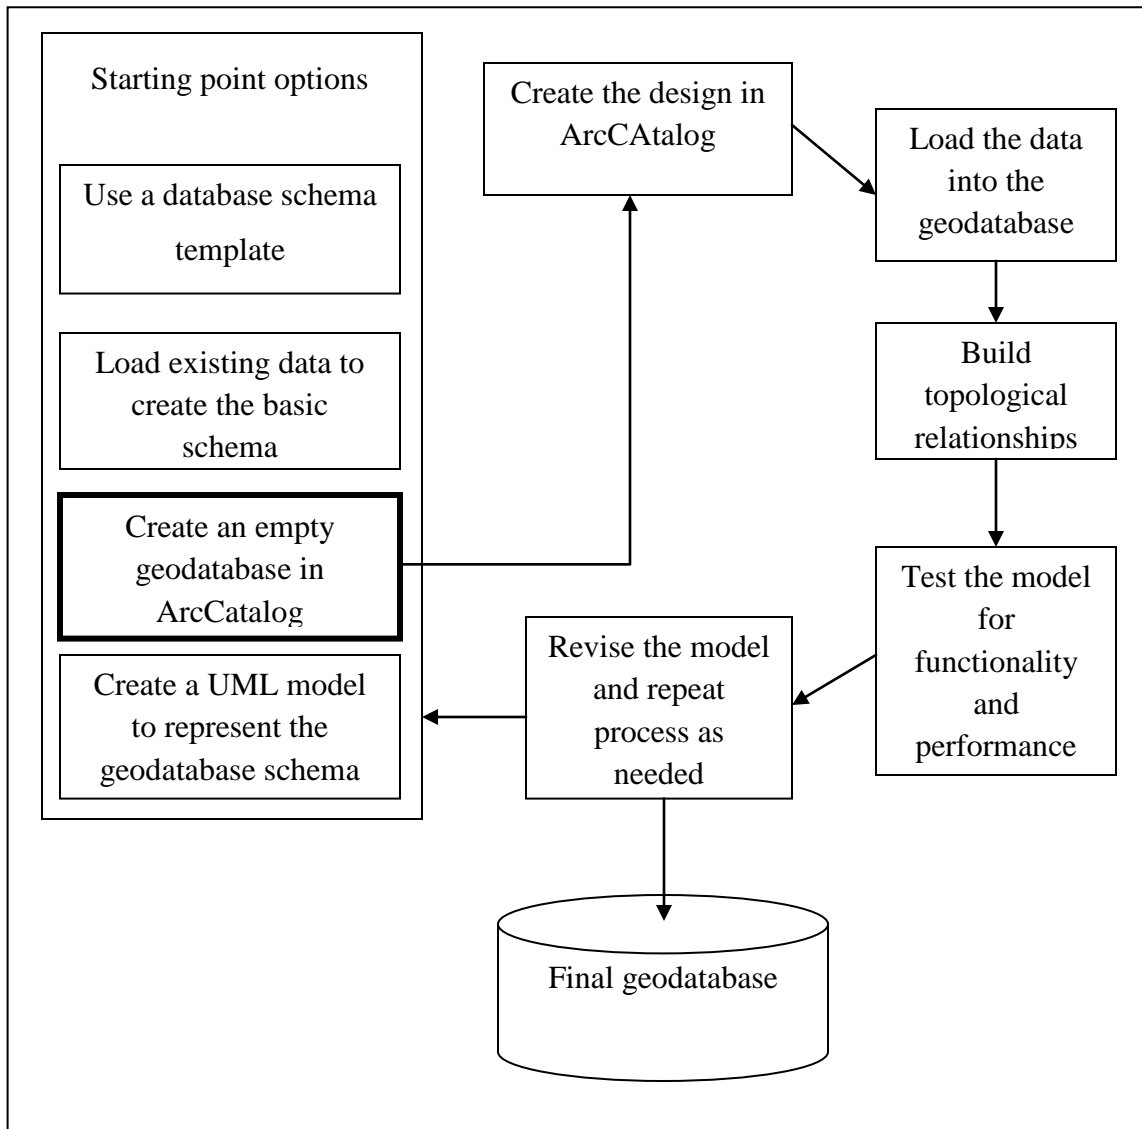 Starting point options
Use a database schema
template
Load existing data to
create the basic
schema
Create an empty
geodatabase in
ArcCatalog
Create a UML model
to represent the
geodatabase schema
Create the design in
ArcCAtalog
Load the data
into the
geodatabase
Build
topological
relationships
Test the model
for
functionality
and
performance
Revise the model
and repeat
process as
needed
Final geodatabase